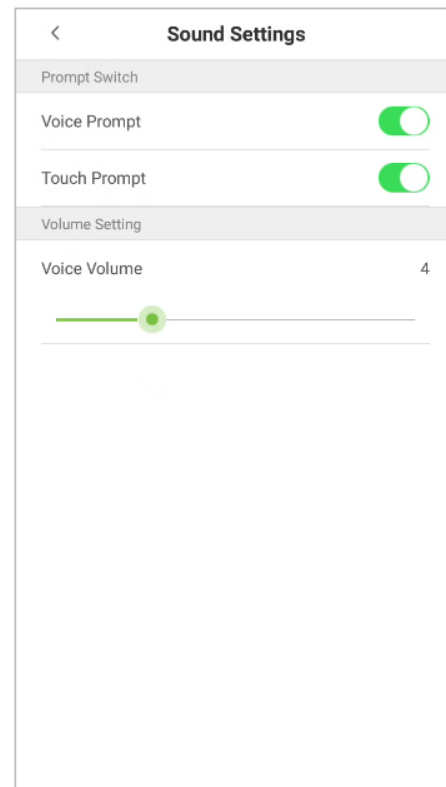 Sound Settings
Prompt Switch
Voice Prompt
Touch Prompt
Volume Setting
Voice Volume 4